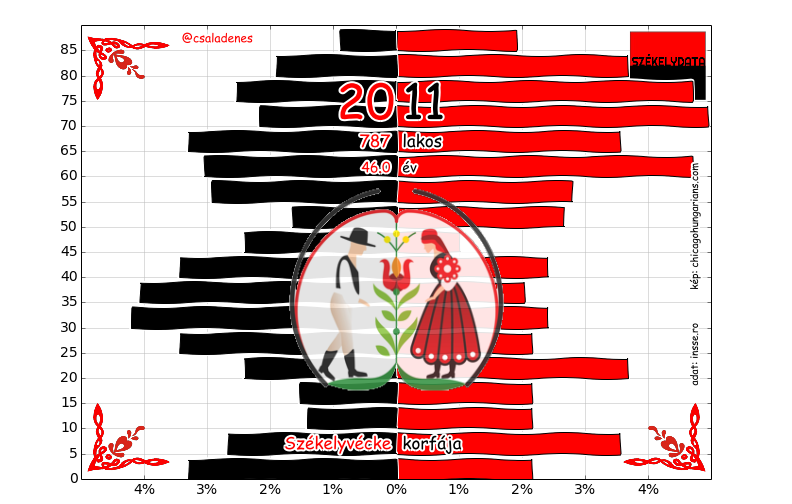 @csaladenes
SZÉKELYDATA
2011
787 lakos
46.0 év
kép: chicagohungarians.com
adat: insse.ro
Székelyvécke korfája
85
80
75
70
65
60
55
50
45
40
35
30
25
20
15
10
5
0
4% 3% 2% 1% 0% 1% 2% 3% 4%